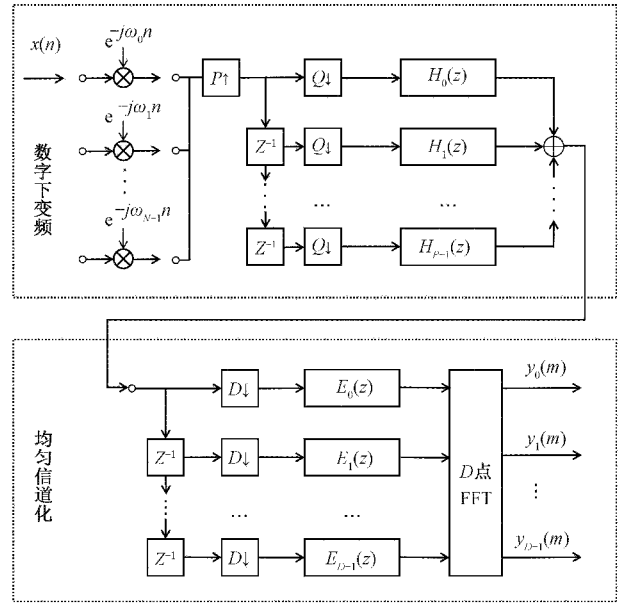 x(n)
e^{-jω_0 n}
P↑
Q↓
H_0(z)
e^{-jω_1 n}
Z^{-1}
Q↓
H_1(z)
数字下变频
...
...
e^{-jω_{N-1} n}
Z^{-1}
Q↓
H_{P-1}(z)
D↓
E_0(z)
y_0(m)
均匀信道化
Z^{-1}
D↓
E_1(z)
y_1(m)
D点
FFT
...
...
Z^{-1}
D↓
E_{D-1}(z)
y_{D-1}(m)